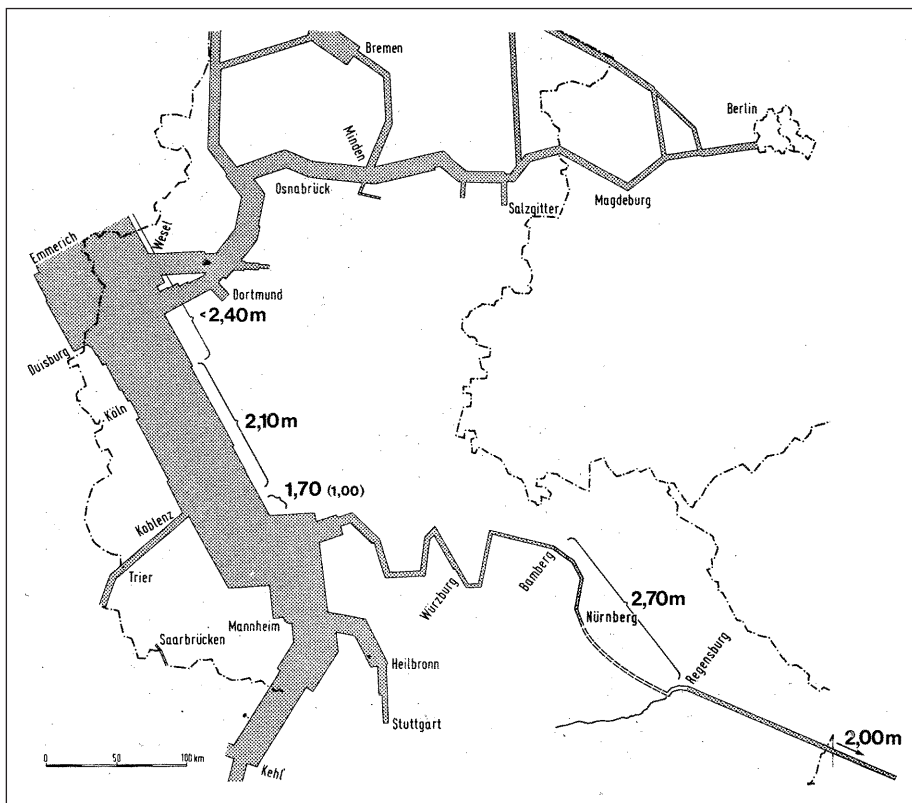 Bremen
Berlin
Minden
Osnabrück
Salzgitter
Magdeburg
Emmerich
Wesel
Dortmund
<2,40m
Duisburg
Köln
2,10m
1,70 (1,00)
Koblenz
Trier
Würzburg
Bamberg
2,70m
Nürnberg
Mannheim
Saarbrücken
Heilbronn
Regensburg
Stuttgart
2,00m
0 50 100 km
Kehl